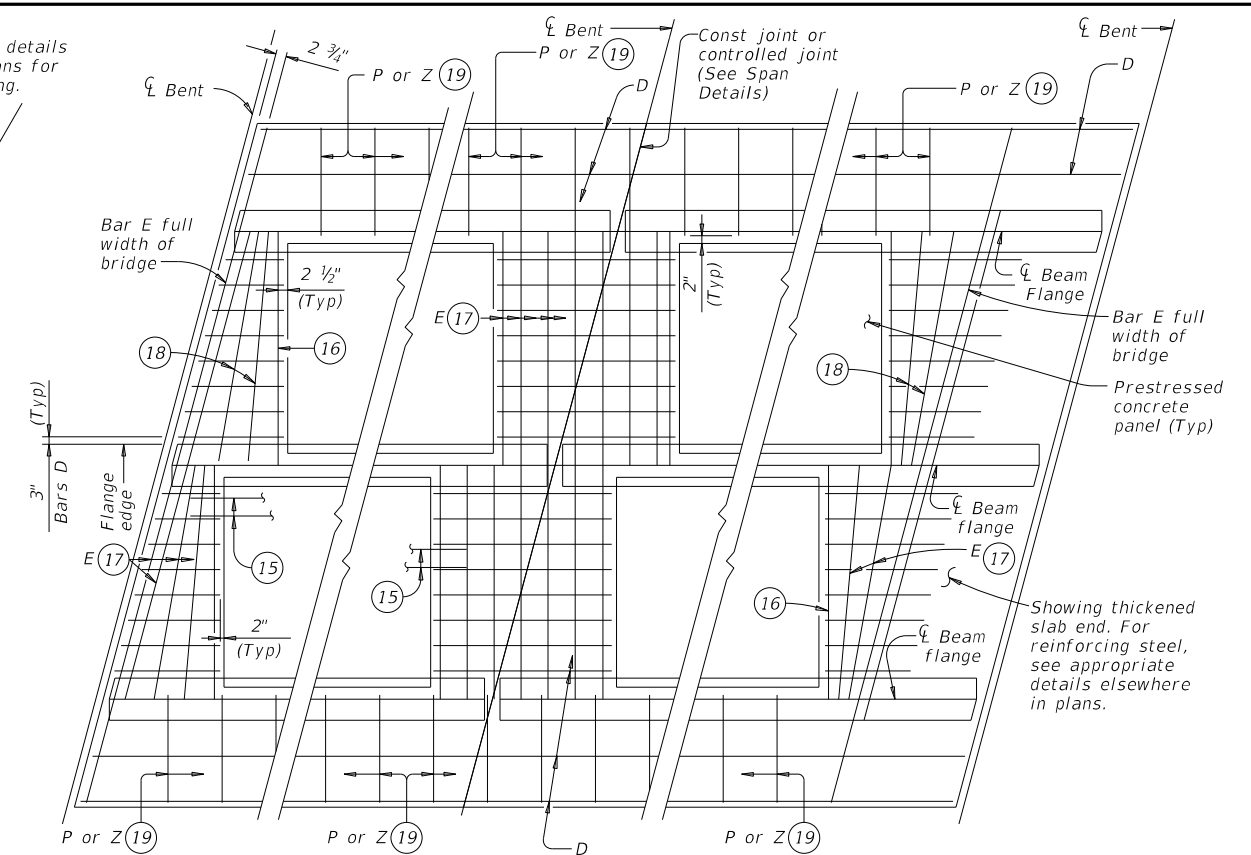 details
ns for
ng.
2 ¾"
℄ Bent
P or Z 19
℄ Bent
P or Z 19
D
Const joint or
controlled joint
(See Span
Details)
℄ Bent
D
P or Z 19
Bar E full
width of
bridge
2 ½"
(Typ)
2"
(Typ)
℄ Beam
Flange
E 17
18
16
18
Bar E full
width of
bridge
Prestressed
concrete
panel (Typ)
(Typ)
3"
Bars D
Flange
edge
℄ Beam
flange
E 17
15
15
E 17
16
2"
(Typ)
℄ Beam
flange
Showing thickened
slab end. For
reinforcing steel,
see appropriate
details elsewhere
in plans.
P or Z 19
P or Z 19
D
P or Z 19